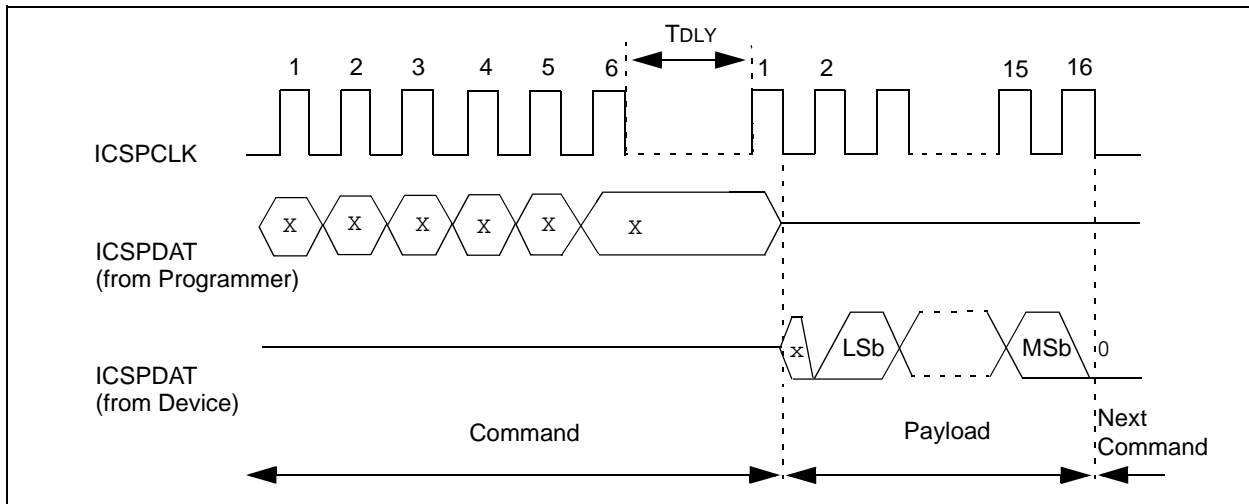 TDLY
1 2 3 4 5 6 1 2 15 16
ICSPCLK
x x x x x x
ICSPDAT
(from Programmer)
x LSb MSb 0
ICSPDAT
(from Device)
Command Payload Next
Command